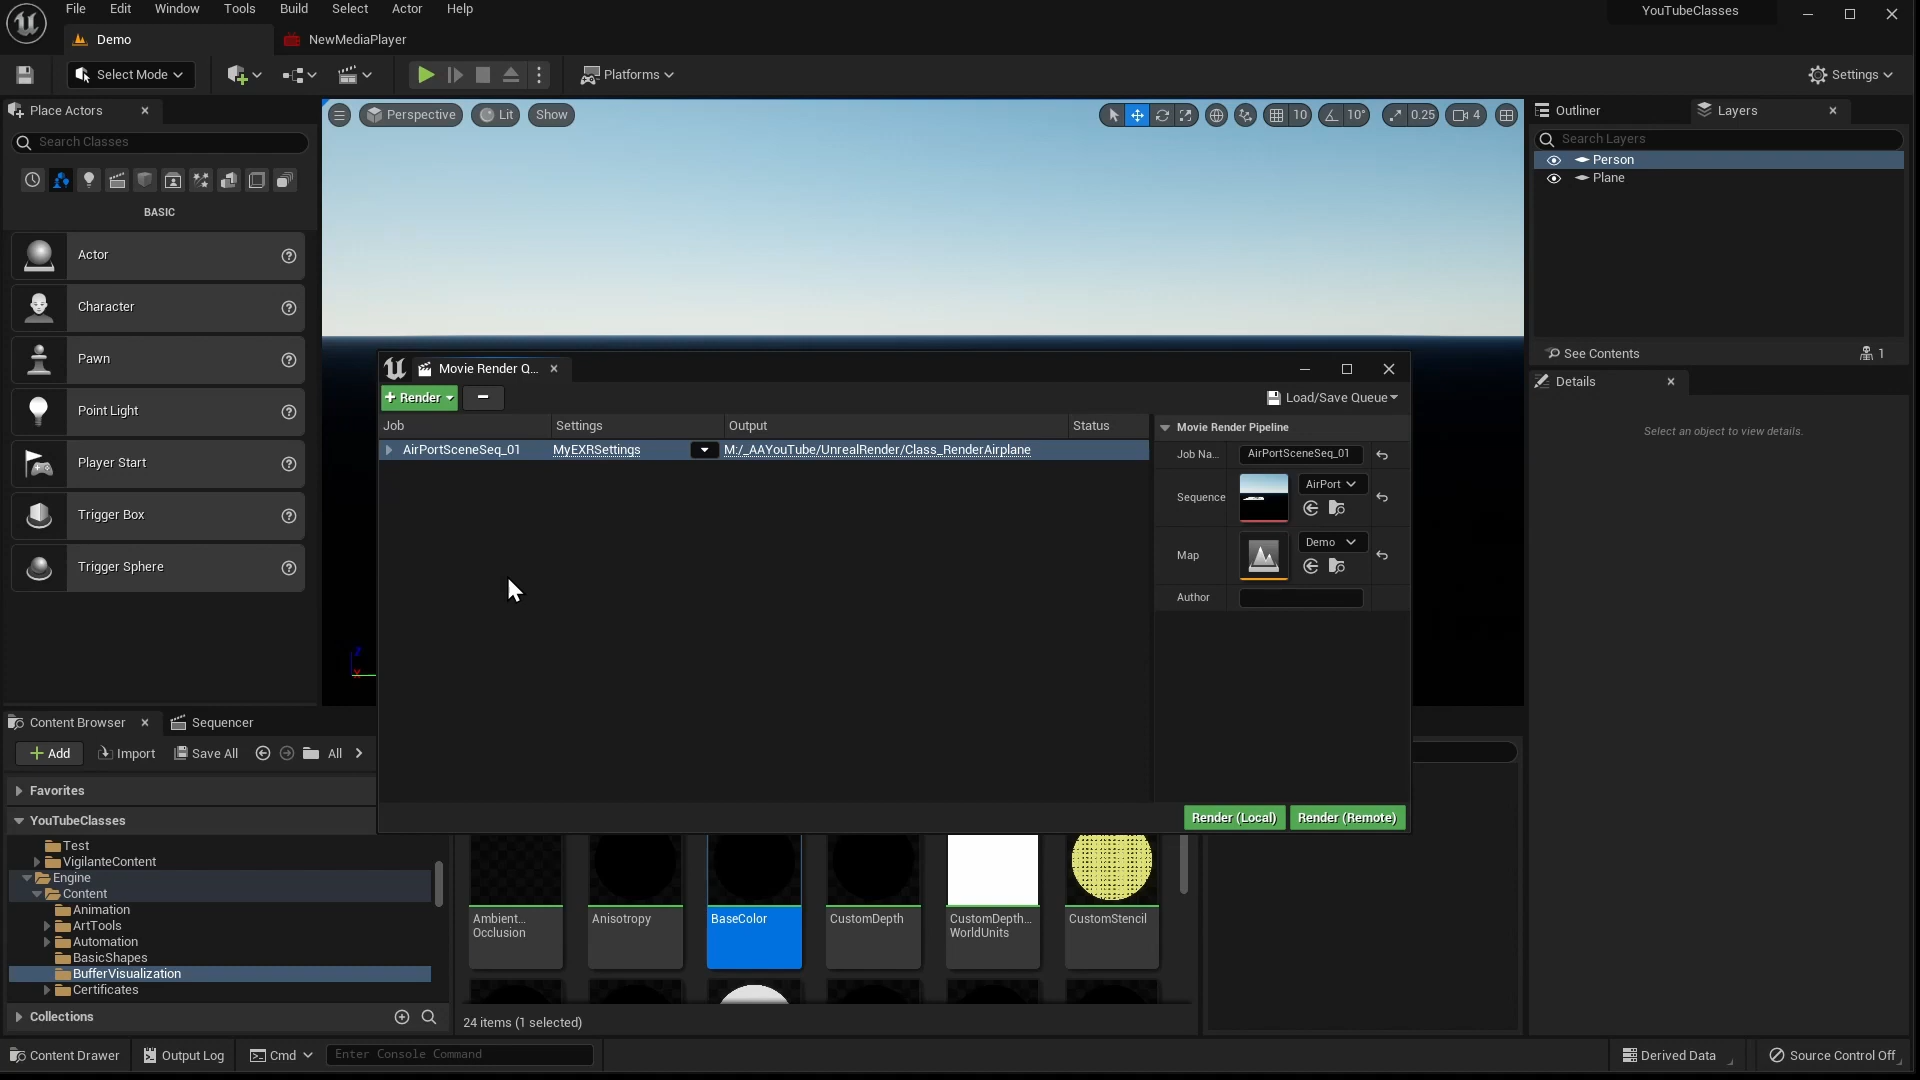 File Edit Window Tools Build Select Actor Help
YouTubeClasses
Demo
NewMediaPlayer
Select Mode
Platforms
Settings
Place Actors
Search Classes
BASIC
Actor
Character
Pawn
Point Light
Player Start
Trigger Box
Trigger Sphere
Perspective
Lit
Show
10
10°
0.25
4
Outliner
Layers
Search Layers
Person
Plane
See Contents
1
Details
Select an object to view details.
Movie Render Q...
Render
Load/Save Queue
Job
Settings
Output
Status
AirPortSceneSeq_01
MyEXRSettings
M:/_AAYouTube/UnrealRender/Class_RenderAirplane
Movie Render Pipeline
Job Na...
AirPortSceneSeq_01
Sequence
AirPort
Map
Demo
Author
Render (Local)
Render (Remote)
Z
X
Content Browser
Sequencer
Add
Import
Save All
All
Favorites
YouTubeClasses
Test
VigilanteContent
Engine
Content
Animation
ArtTools
Automation
BasicShapes
BufferVisualization
Certificates
Collections
Ambient...
Occlusion
Anisotropy
BaseColor
CustomDepth
CustomDepth...
WorldUnits
CustomStencil
24 items (1 selected)
Content Drawer
Output Log
Cmd
Enter Console Command
Derived Data
Source Control Off